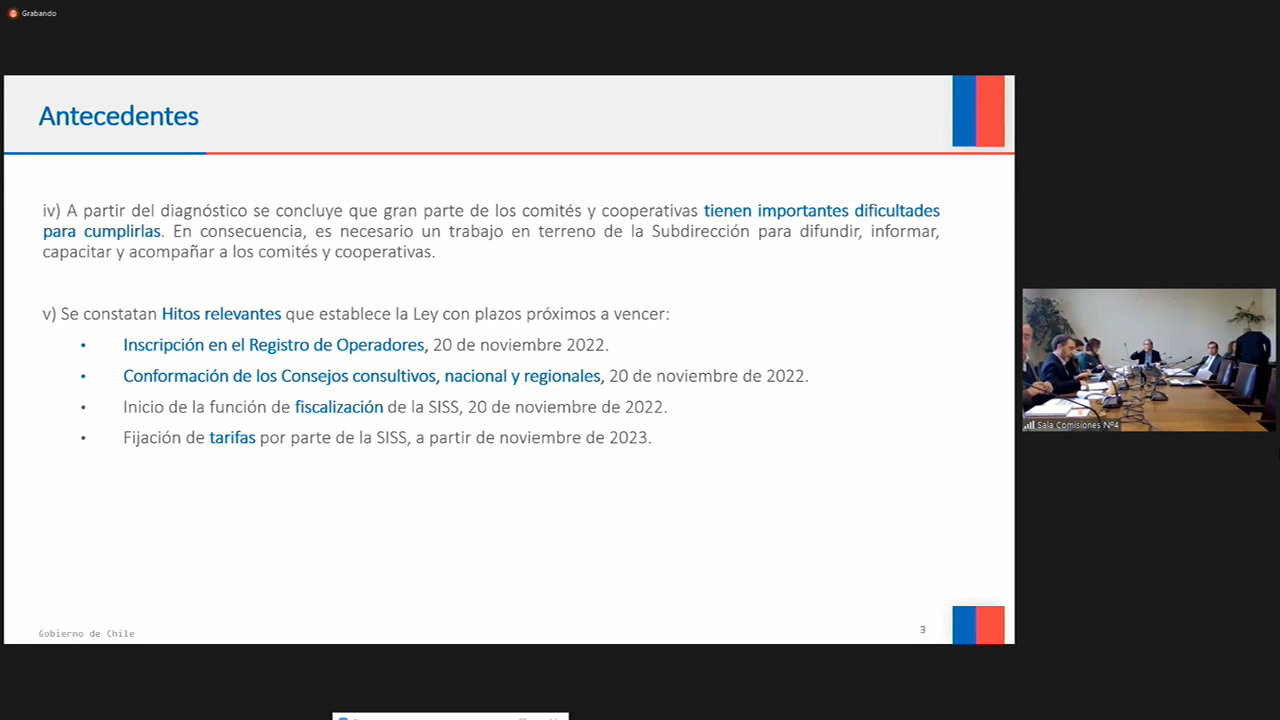 Grabando
Antecedentes
iv) A partir del diagnóstico se concluye que gran parte de los comités y cooperativas tienen importantes dificultades
para cumplirlas. En consecuencia, es necesario un trabajo en terreno de la Subdirección para difundir, informar,
capacitar y acompañar a los comités y cooperativas.
v) Se constatan Hitos relevantes que establece la Ley con plazos próximos a vencer:
• Inscripción en el Registro de Operadores, 20 de noviembre 2022.
• Conformación de los Consejos consultivos, nacional y regionales, 20 de noviembre de 2022.
• Inicio de la función de fiscalización de la SISS, 20 de noviembre de 2022.
• Fijación de tarifas por parte de la SISS, a partir de noviembre de 2023.
Sala Comisiones Nº4
Gobierno de Chile
3